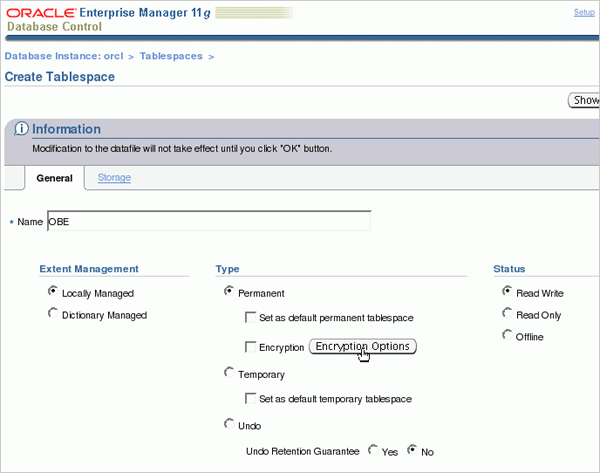 ORACLE Enterprise Manager 11g
Database Control
Setup
Database Instance: orcl > Tablespaces >
Create Tablespace
Show
Information
Modification to the datafile will not take effect until you click "OK" button.
General Storage
* Name OBE
Extent Management Type Status
Locally Managed Permanent Read Write
Dictionary Managed Set as default permanent tablespace Read Only
Encryption Encryption Options Offline
Temporary
Set as default temporary tablespace
Undo
Undo Retention Guarantee Yes No